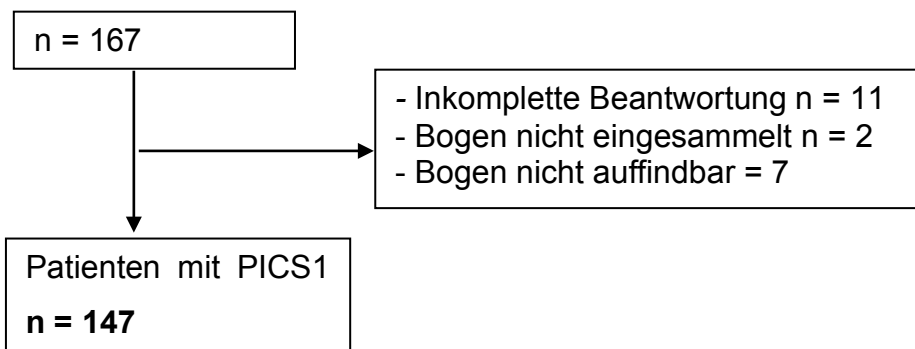 n = 167
- Inkomplette Beantwortung n = 11
- Bogen nicht eingesammelt n = 2
- Bogen nicht auffindbar = 7
Patienten mit PICS1
n = 147